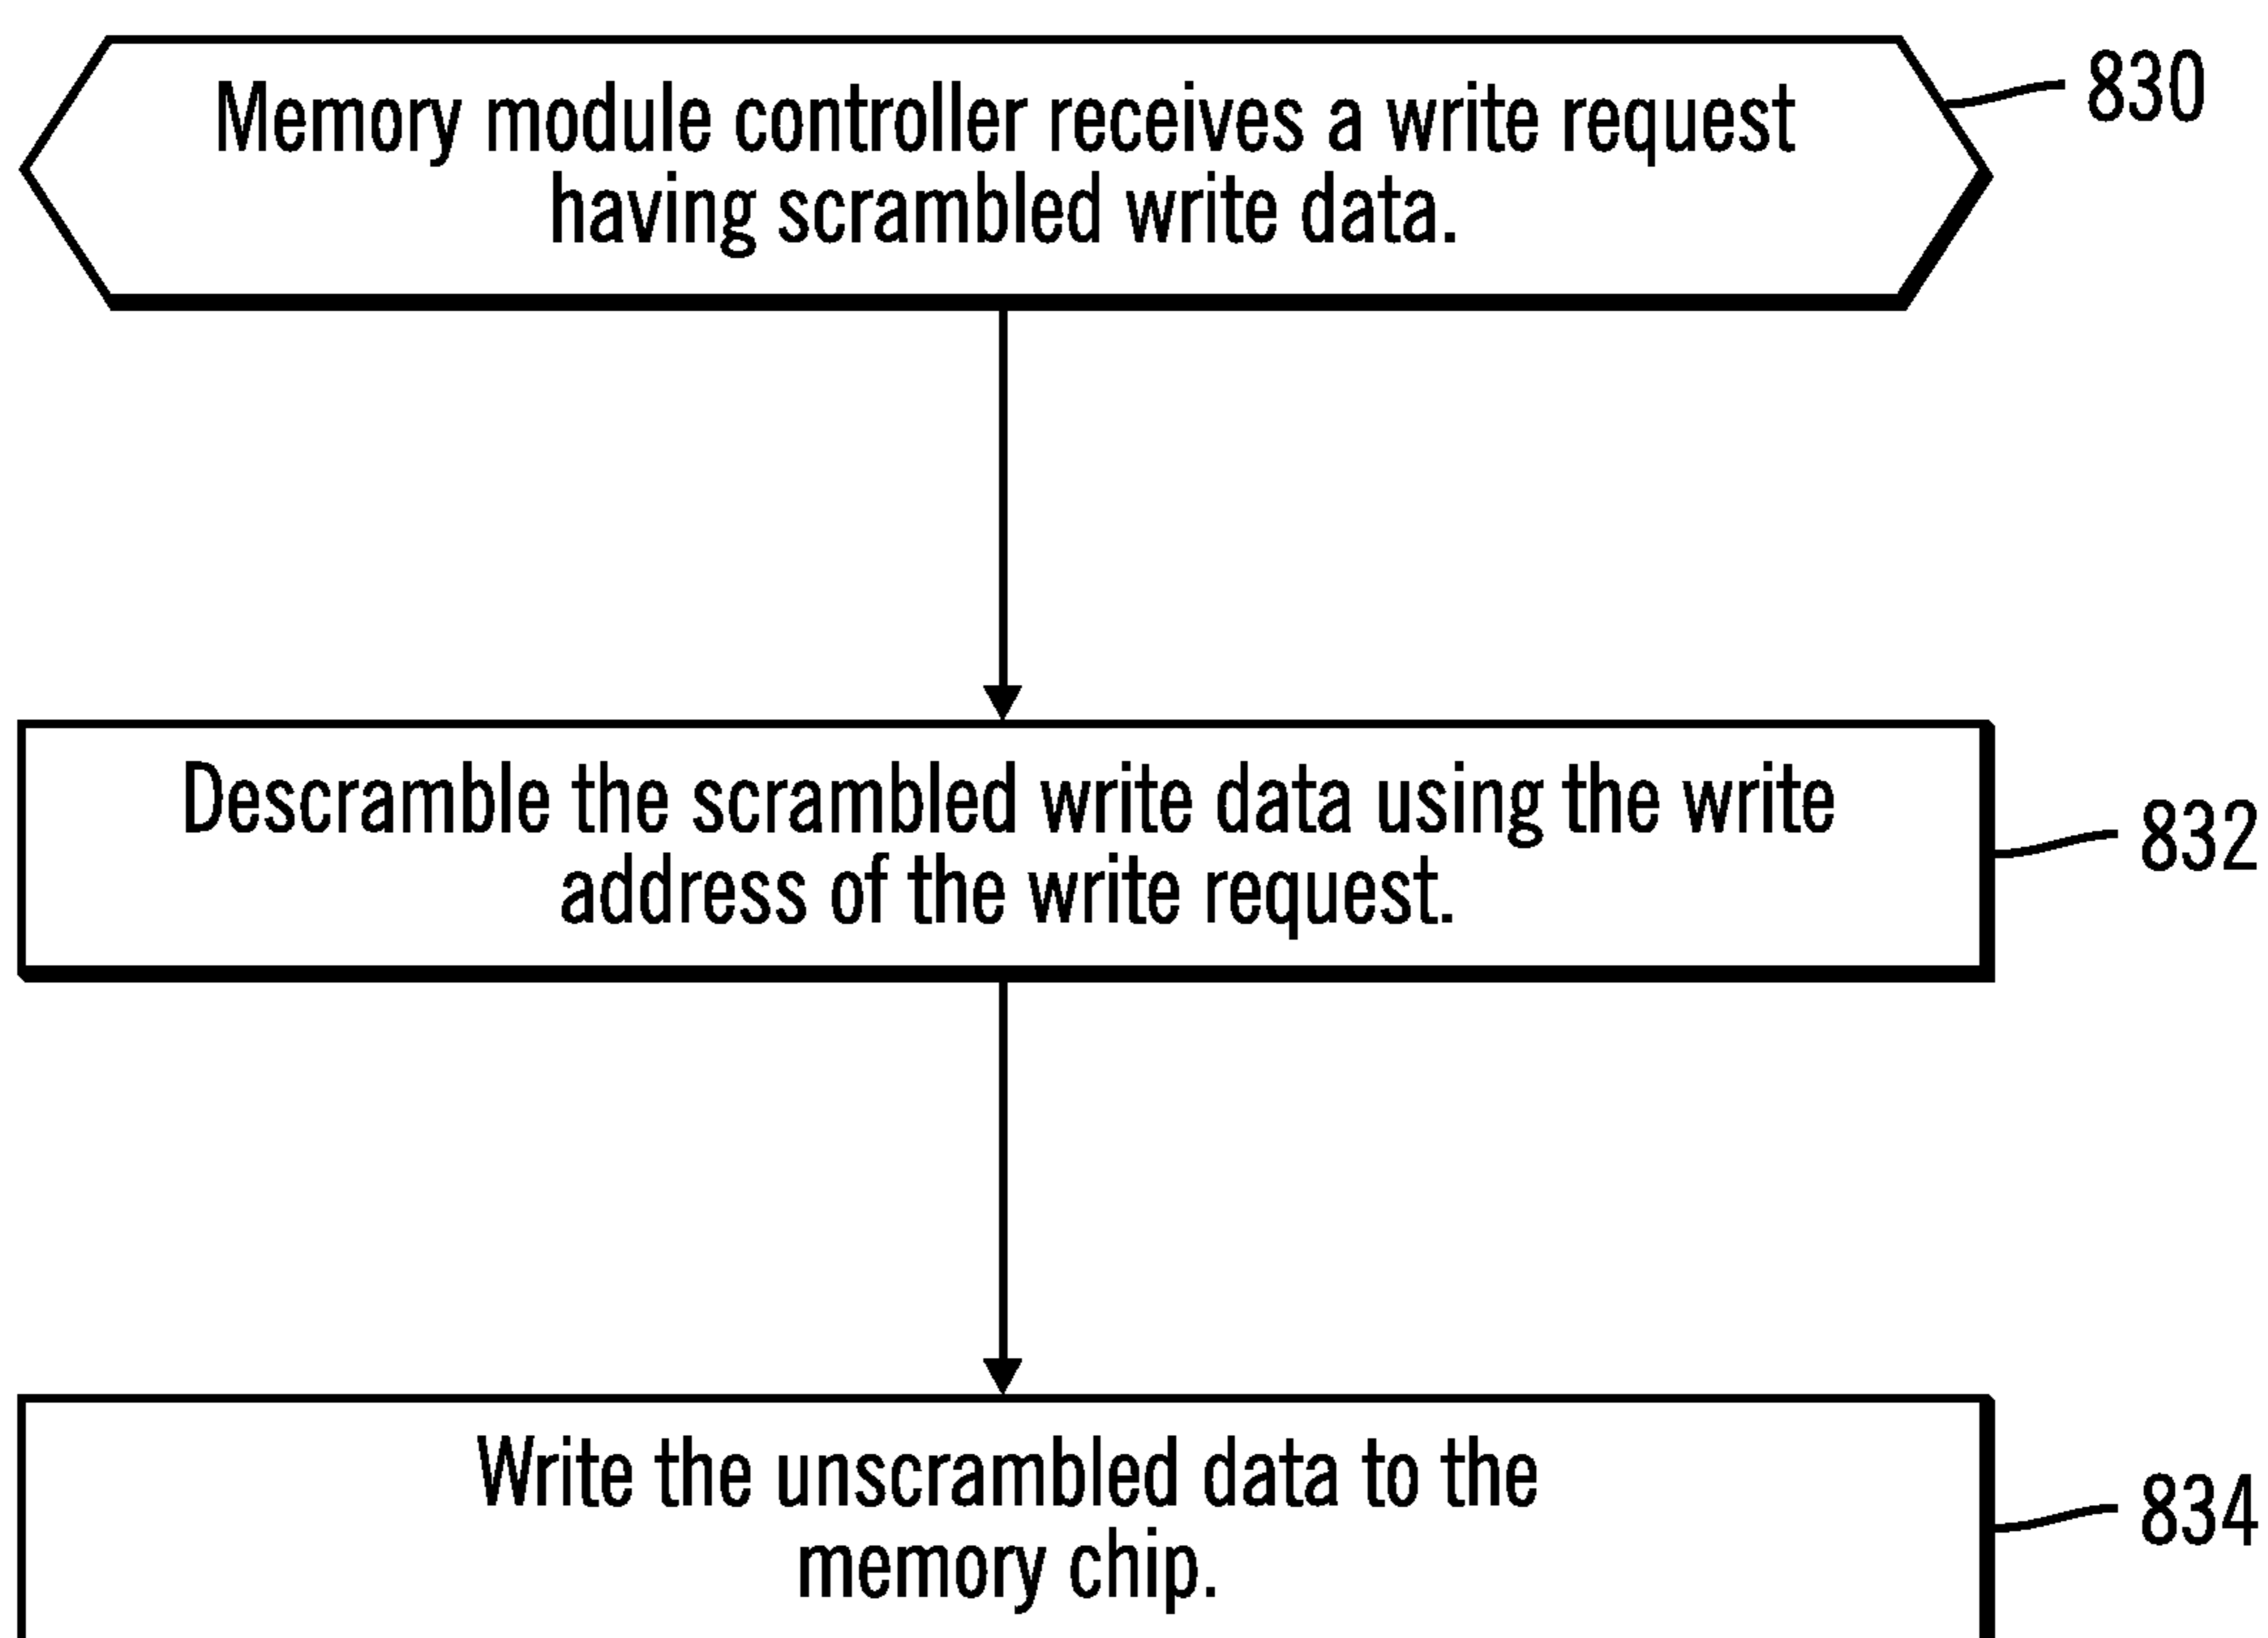 Memory module controller receives a write request
having scrambled write data.
830
Descramble the scrambled write data using the write
address of the write request.
832
Write the unscrambled data to the
memory chip.
834